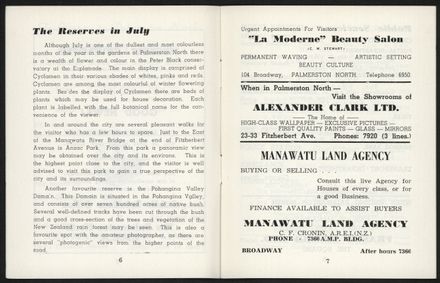 The Reserves in July
Although July is one of the dullest and most colourless
months of the year in the gardens of Palmerston North there
is a wealth of flower and colour in the Peter Black conser-
vatory at the Esplanade. The main display is comprised of
Cyclamen in their various shades of whites, pinks and reds.
Cyclamen are among the most colourful of winter flowering
plants. Besides the display of Cyclamen there are beds of
plants which may be used for house decoration. Each
plant is labelled, with the full botanical name for the con-
venience of the viewer.
In and around the city are several pleasant walks for
the visitor who has a few hours to spare. Just to the East
of the Manawatu River Bridge at the end of Fitzherbert
Avenue is Anzac Park. From this park a panoramic view
may be obtained over the city and its environs. This is
the highest point close to the city, and the visitor is well
advised to visit this park to gain a true perspective of the
city and its surroundings.
Another favourite reserve is the Pohangina Valley
Domain. This Domain is situated in the Pohangina Valley,
and consists of over seven hundred acres of native bush.
Several well-defined tracks have been cut through the bush
and a good cross-section of the trees and vegetation of the
New Zealand rain forest may be seen. This is also a
favourite spot with the amateur photographer, as there are
several "photogenic" views from the higher points of the
road.
6
Urgent Appointments For Visitors
"La Moderne" Beauty Salon
(C. W. STEWART)
PERMANENT WAVING — ARTISTIC SETTING
BEAUTY CULTURE
104 Broadway, PALMERSTON NORTH. Telephone 6950
When in Palmerston North—
Visit the Showrooms of
ALEXANDER CLARK LTD.
— The Home of —
HIGH-CLASS WALLPAPER — EXCLUSIVE PICTURES —
FIRST QUALITY PAINTS — GLASS — MIRRORS
23-33 Fitzherbert Ave. Phones: 7920 (3 lines.)
MANAWATU LAND AGENCY
BUYING OR SELLING
Consult this live Agency for
Houses of every class, or for
a good Business.
FINANCE AVAILABLE TO ASSIST BUYERS
MANAWATU LAND AGENCY
C. F. CRONIN, A.R.E.I.(N.Z.)
PHONE 7366 A.M.P. BLDG.
BROADWAY After hours 7366
7